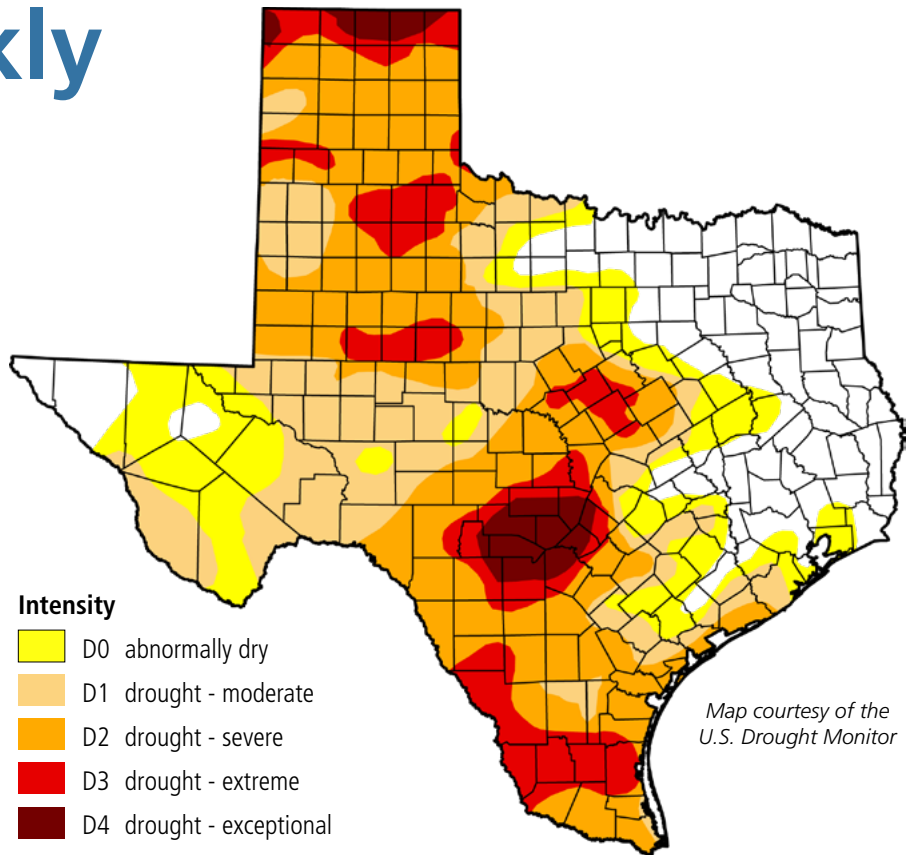 kly
Intensity
D0 abnormally dry
D1 drought - moderate
D2 drought - severe
D3 drought - extreme
D4 drought - exceptional
Map courtesy of the
U.S. Drought Monitor